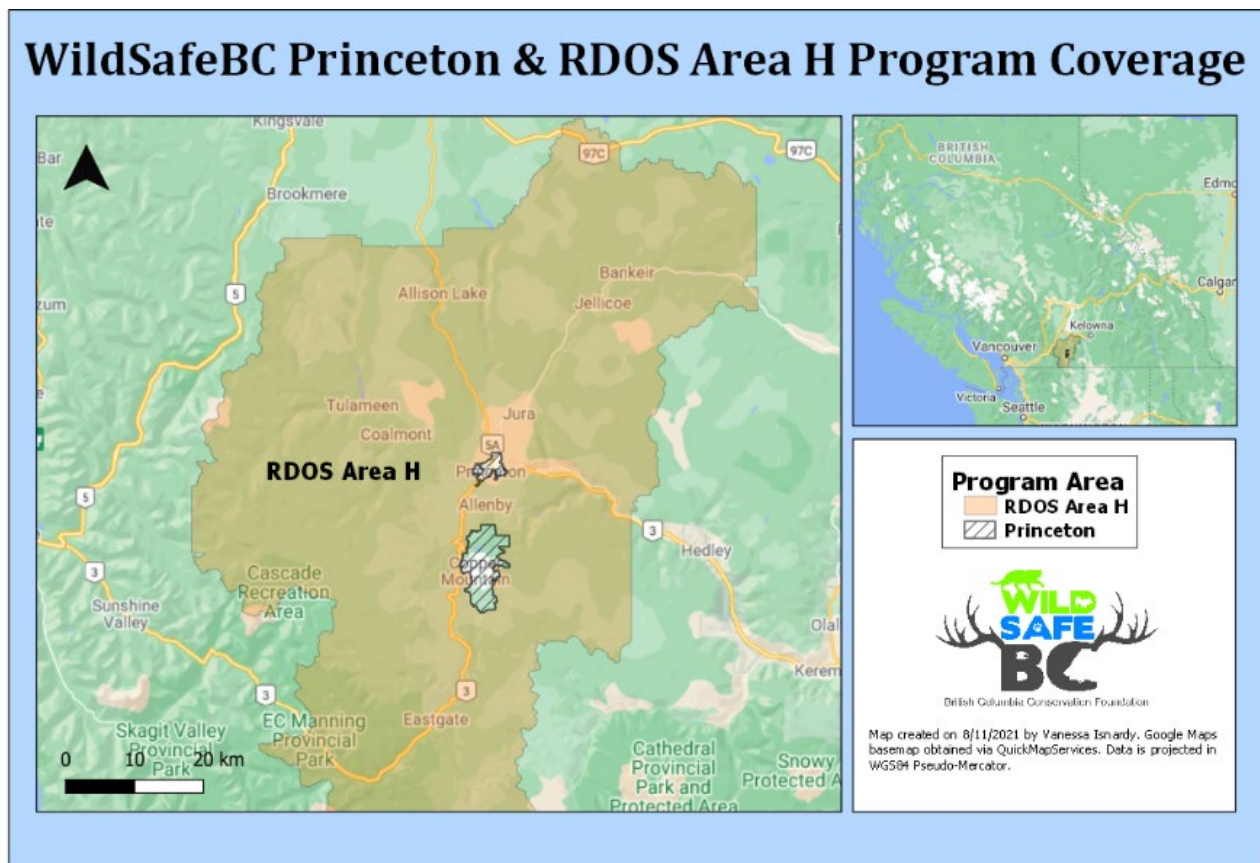 WildSafeBC Princeton & RDOS Area H Program Coverage
Kingsvale
97C
97C
Bar
Brookmere
5
Bankeir
Allison Lake
Jellicoe
zum
Tulameen
Jura
Coalmont
5A
RDOS Area H
Princeton
Allenby
5
3
Hedley
Copper
Mountain
3
Cascade
Recreation
Area
Sunshine
Valley
Olal
Kerem
3
3
Eastgate
EC Manning
Provincial
Park
Skagit Valley
Provincial
Park
Cathedral
Provincial
Park and
Protected Area
Snowy
Protected A
0 10 20 km
BRITISH
COLUMBIA
Edmo
Calgar
Kelowna
Vancouver
Victoria
Seattle
Program Area
RDOS Area H
Princeton
WILD
SAFE
BC
British Columbia Conservation Foundation
Map created on 8/11/2021 by Vanessa Isnardy. Google Maps
basemap obtained via QuickMapServices. Data is projected in
WGS84 Pseudo-Mercator.